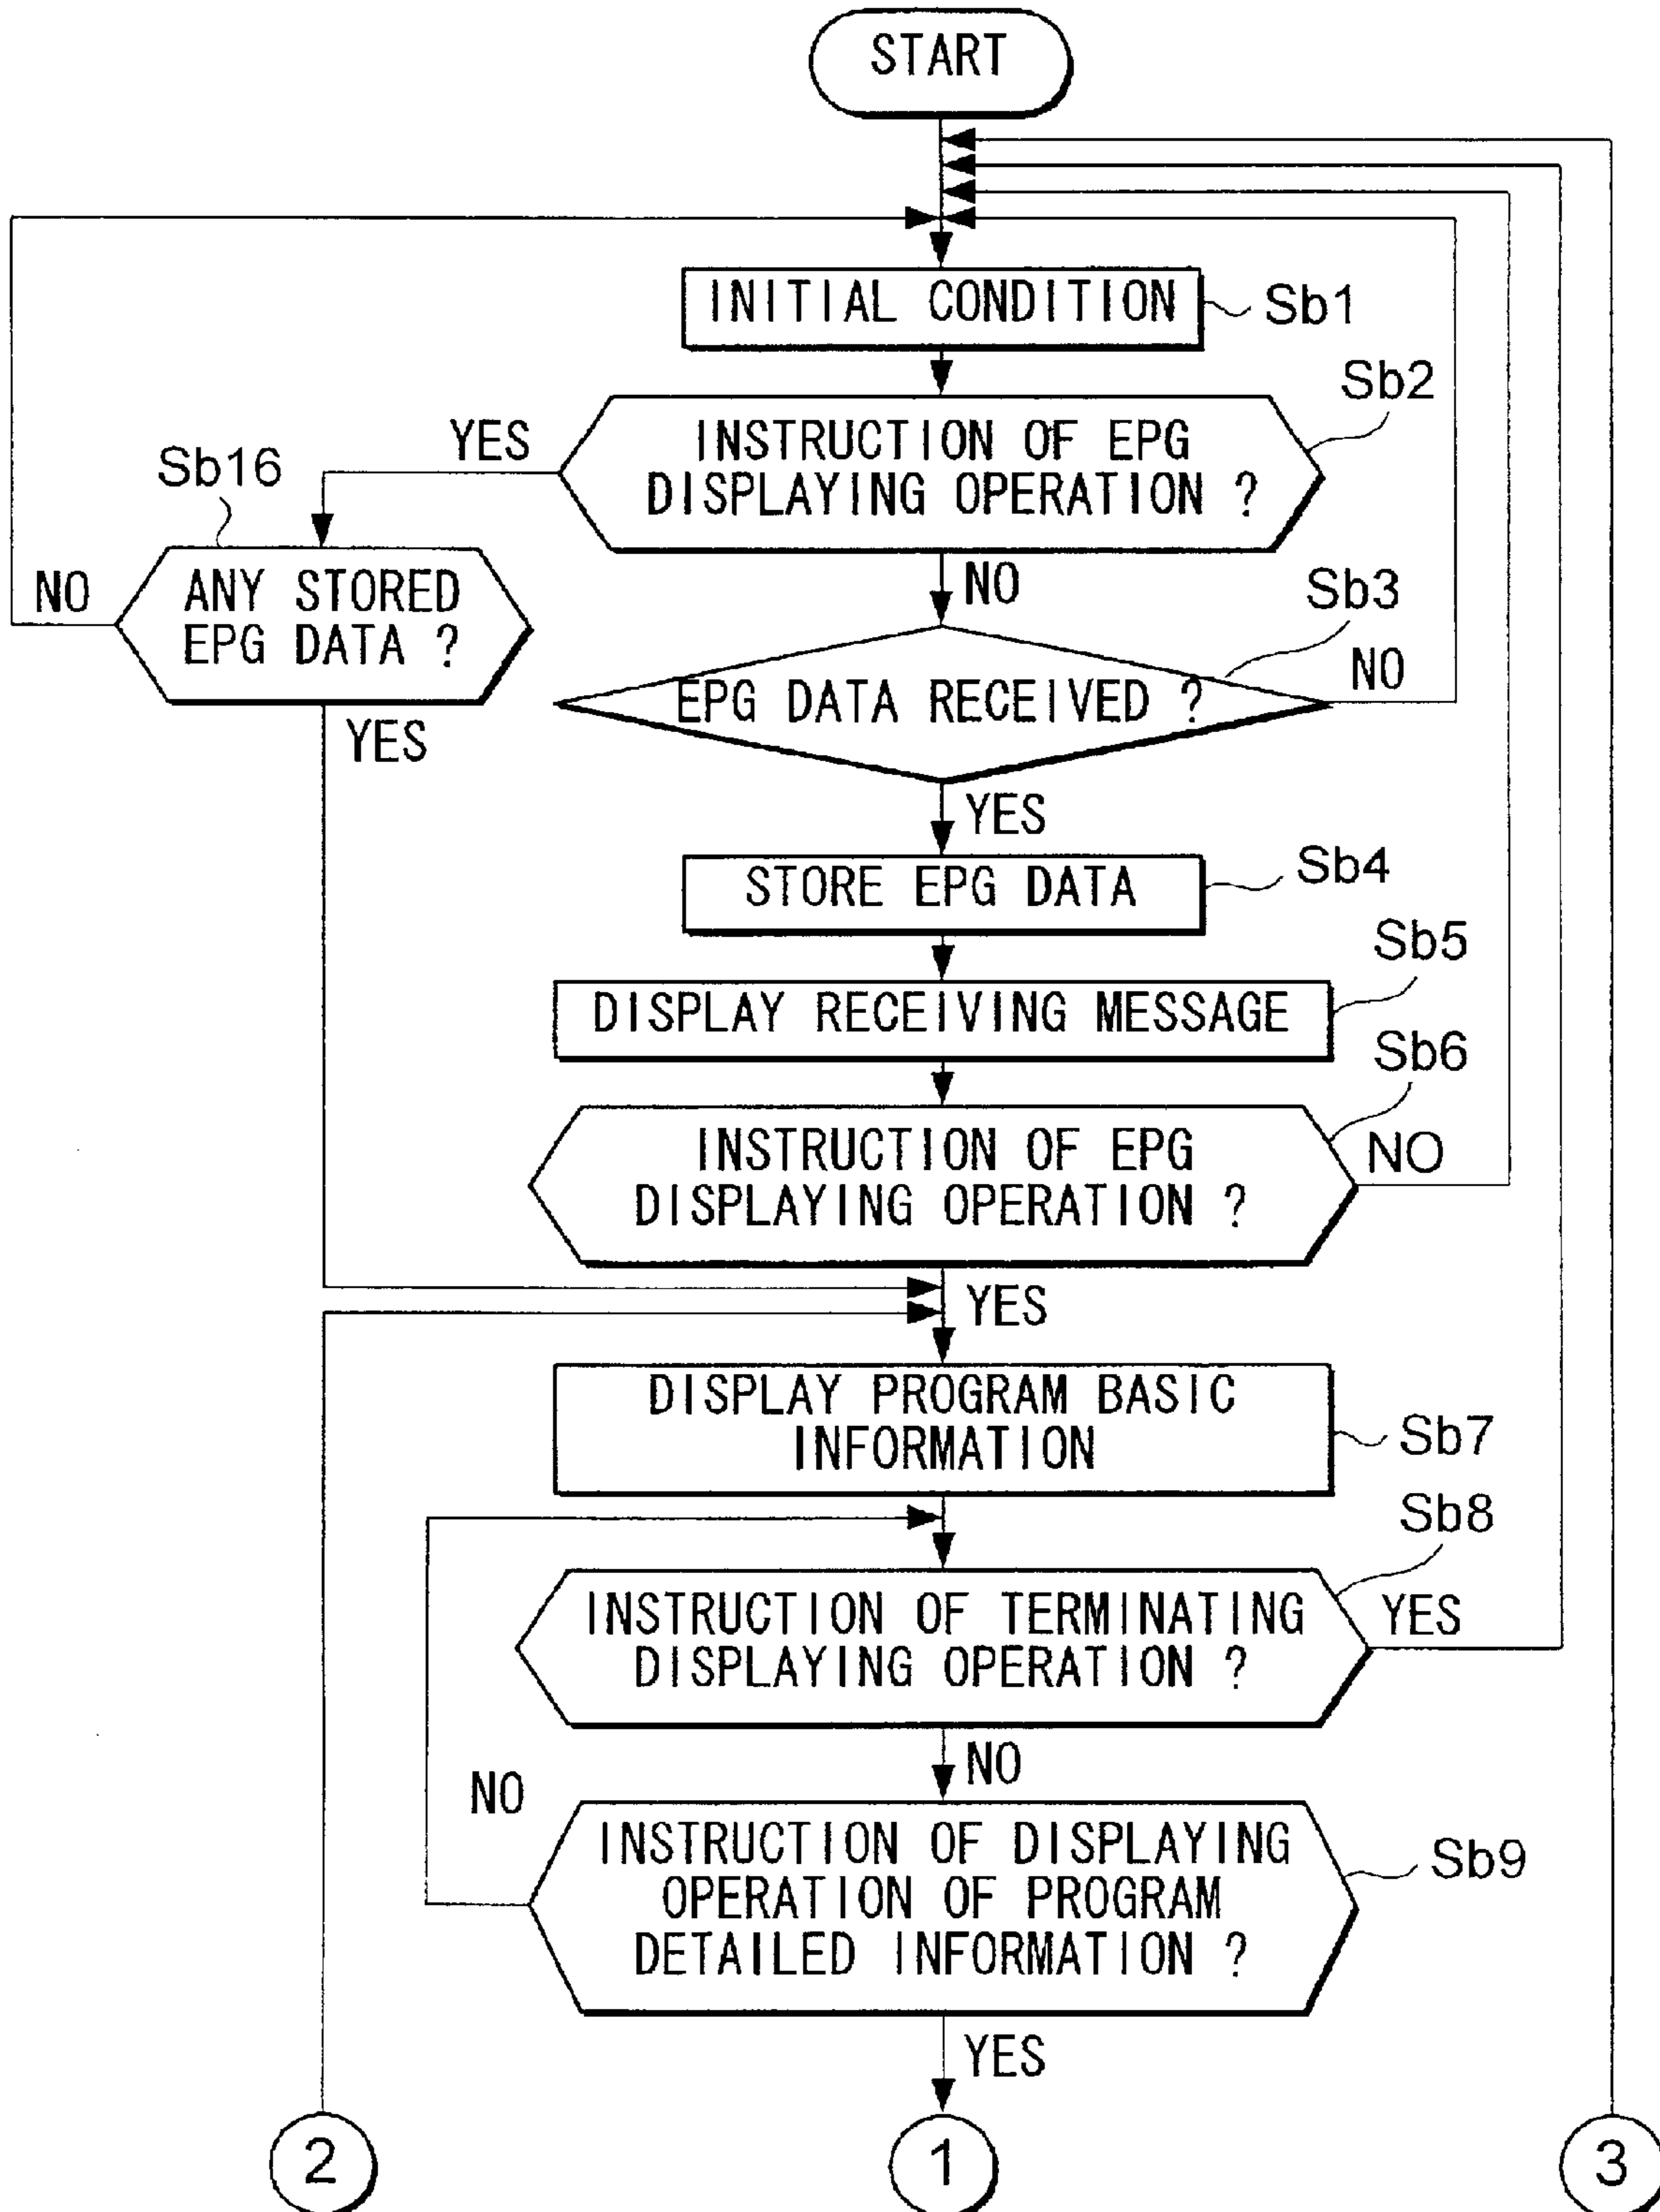 START
INITIAL CONDITION
Sb1
Sb2
YES
INSTRUCTION OF EPG
DISPLAYING OPERATION ?
Sb16
NO
ANY STORED
EPG DATA ?
NO
Sb3
EPG DATA RECEIVED ?
NO
YES
YES
STORE EPG DATA
Sb4
Sb5
DISPLAY RECEIVING MESSAGE
Sb6
INSTRUCTION OF EPG
DISPLAYING OPERATION ?
NO
YES
DISPLAY PROGRAM BASIC
INFORMATION
Sb7
Sb8
INSTRUCTION OF TERMINATING
DISPLAYING OPERATION ?
YES
NO
NO
INSTRUCTION OF DISPLAYING
OPERATION OF PROGRAM
DETAILED INFORMATION ?
Sb9
YES
2
1
3